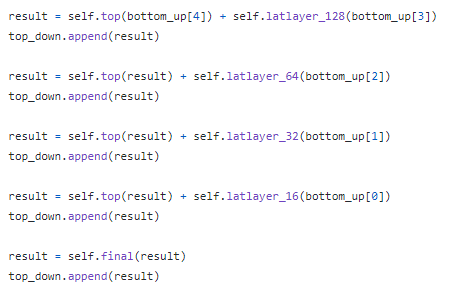 result = self.top(bottom_up[4]) + self.latlayer_128(bottom_up[3])
top_down.append(result)
result = self.top(result) + self.latlayer_64(bottom_up[2])
top_down.append(result)
result = self.top(result) + self.latlayer_32(bottom_up[1])
top_down.append(result)
result = self.top(result) + self.latlayer_16(bottom_up[0])
top_down.append(result)
result = self.final(result)
top_down.append(result)